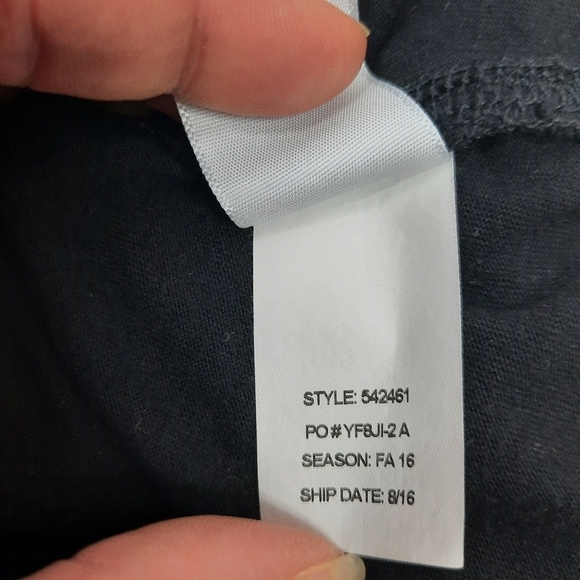 STYLE: 542461
PO#YF8JI-2 A
SEASON: FA 16
SHIP DATE: 8/16